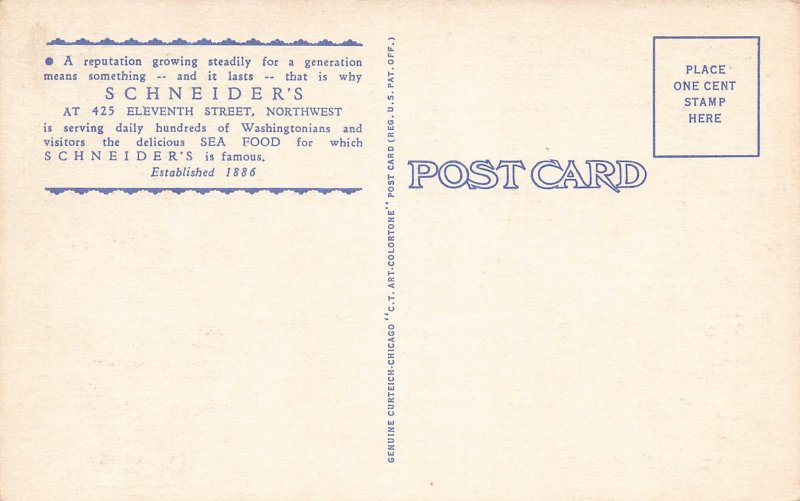 ● A reputation growing steadily for a generation
means something -- and it lasts -- that is why
SCHNEIDER'S
AT 425 ELEVENTH STREET, NORTHWEST
is serving daily hundreds of Washingtonians and
visitors the delicious SEA FOOD for which
SCHNEIDER'S is famous.
Established 1886
GENUINE CURTEICH-CHICAGO "C.T. ART-COLORTONE" POST CARD (REG. U.S. PAT. OFF.)
POST CARD
PLACE
ONE CENT
STAMP
HERE